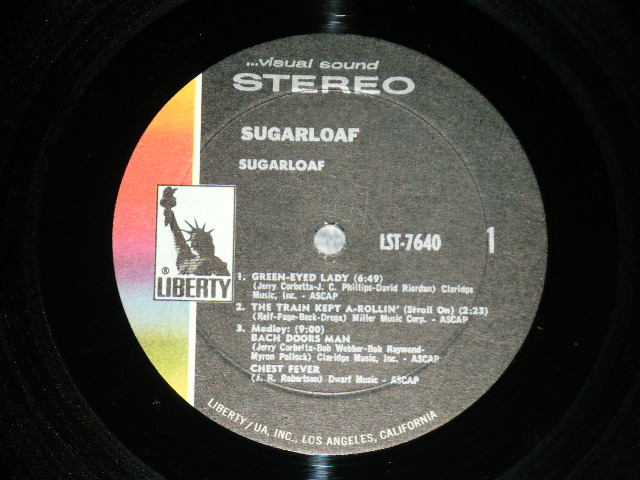 ...visual sound
STEREO
SUGARLOAF
SUGARLOAF
LST-7640
1
® LIBERTY
1. GREEN-EYED LADY (6:49)
(Jerry Corbetta-J. C. Phillips-David Riordan) Claridge
Music, Inc. - ASCAP
2. THE TRAIN KEPT A-ROLLIN' (Stroll On) (2:23)
(Relf-Page-Beck-Drega) Miller Music Corp. - ASCAP
3. Medley: (9:00)
BACH DOORS MAN
(Jerry Corbetta-Bob Webber-Bob Raymond-
Myron Pollock) Claridge Music, Inc. - ASCAP
CHEST FEVER
(J. R. Robertson) Dwarf Music - ASCAP
LIBERTY/UA, INC., LOS ANGELES, CALIFORNIA